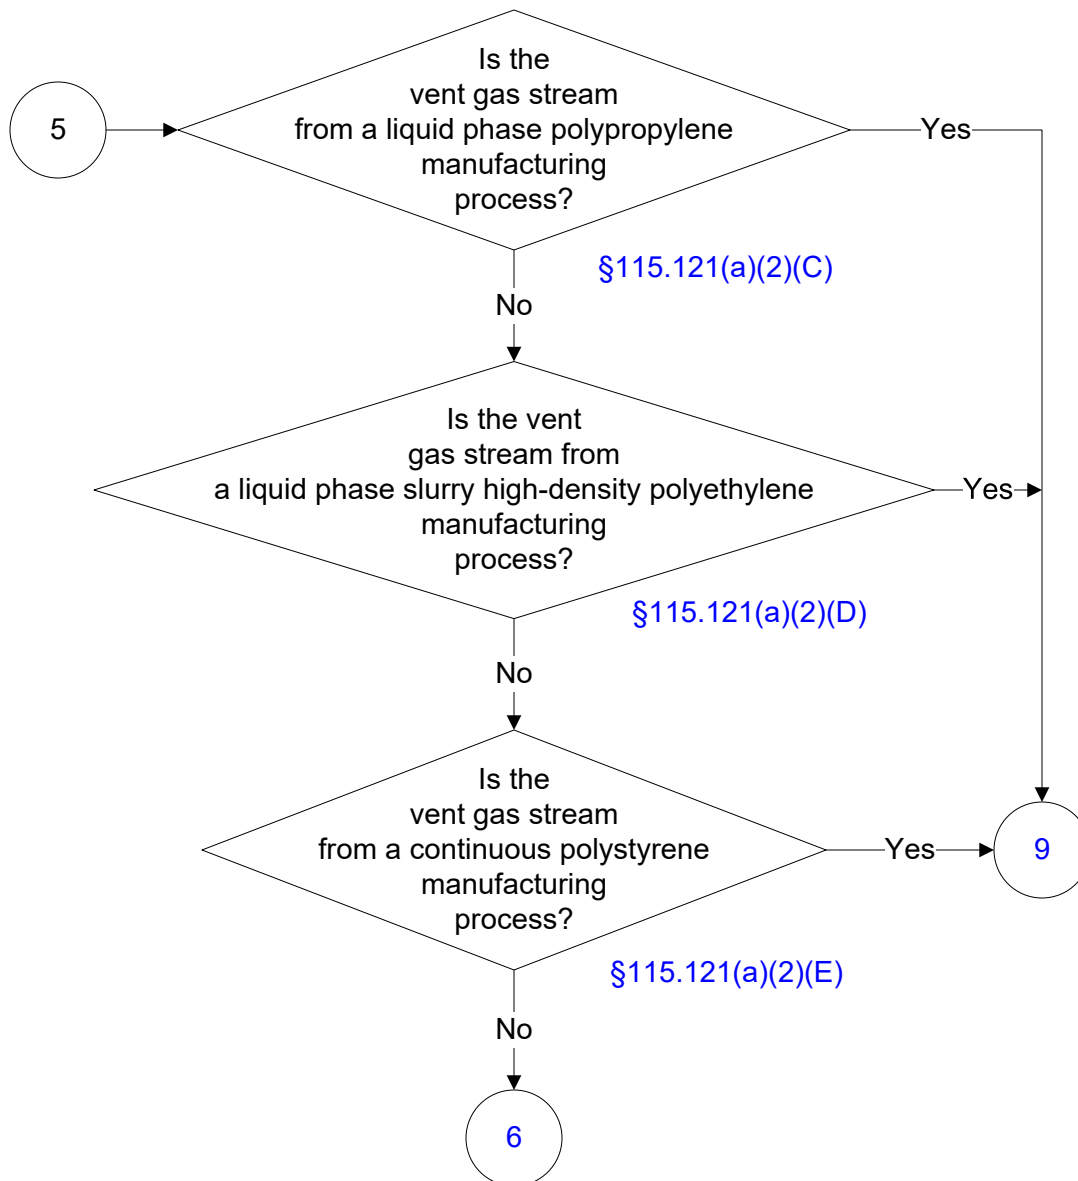 Is the
vent gas stream
5
from a liquid phase polypropylene
Yes
manufacturing
process?
§115.121(a)(2)(C)
No
Is the vent
gas stream from
a liquid phase slurry high-density polyethylene
Yes
manufacturing
process?
§115.121(a)(2)(D)
No
Is the
vent gas stream
from a continuous polystyrene
Yes
9
manufacturing
process?
§115.121(a)(2)(E)
No
6